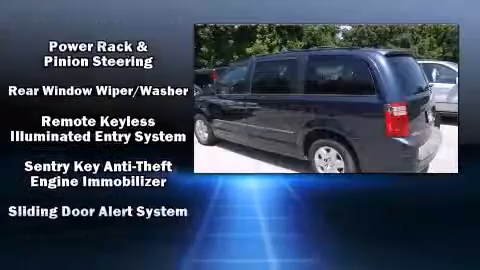 Power Rack &
Pinion Steering
Rear Window Wiper/Washer
Remote Keyless
Illuminated Entry System
Sentry Key Anti-Theft
Engine Immobilizer
Sliding Door Alert System